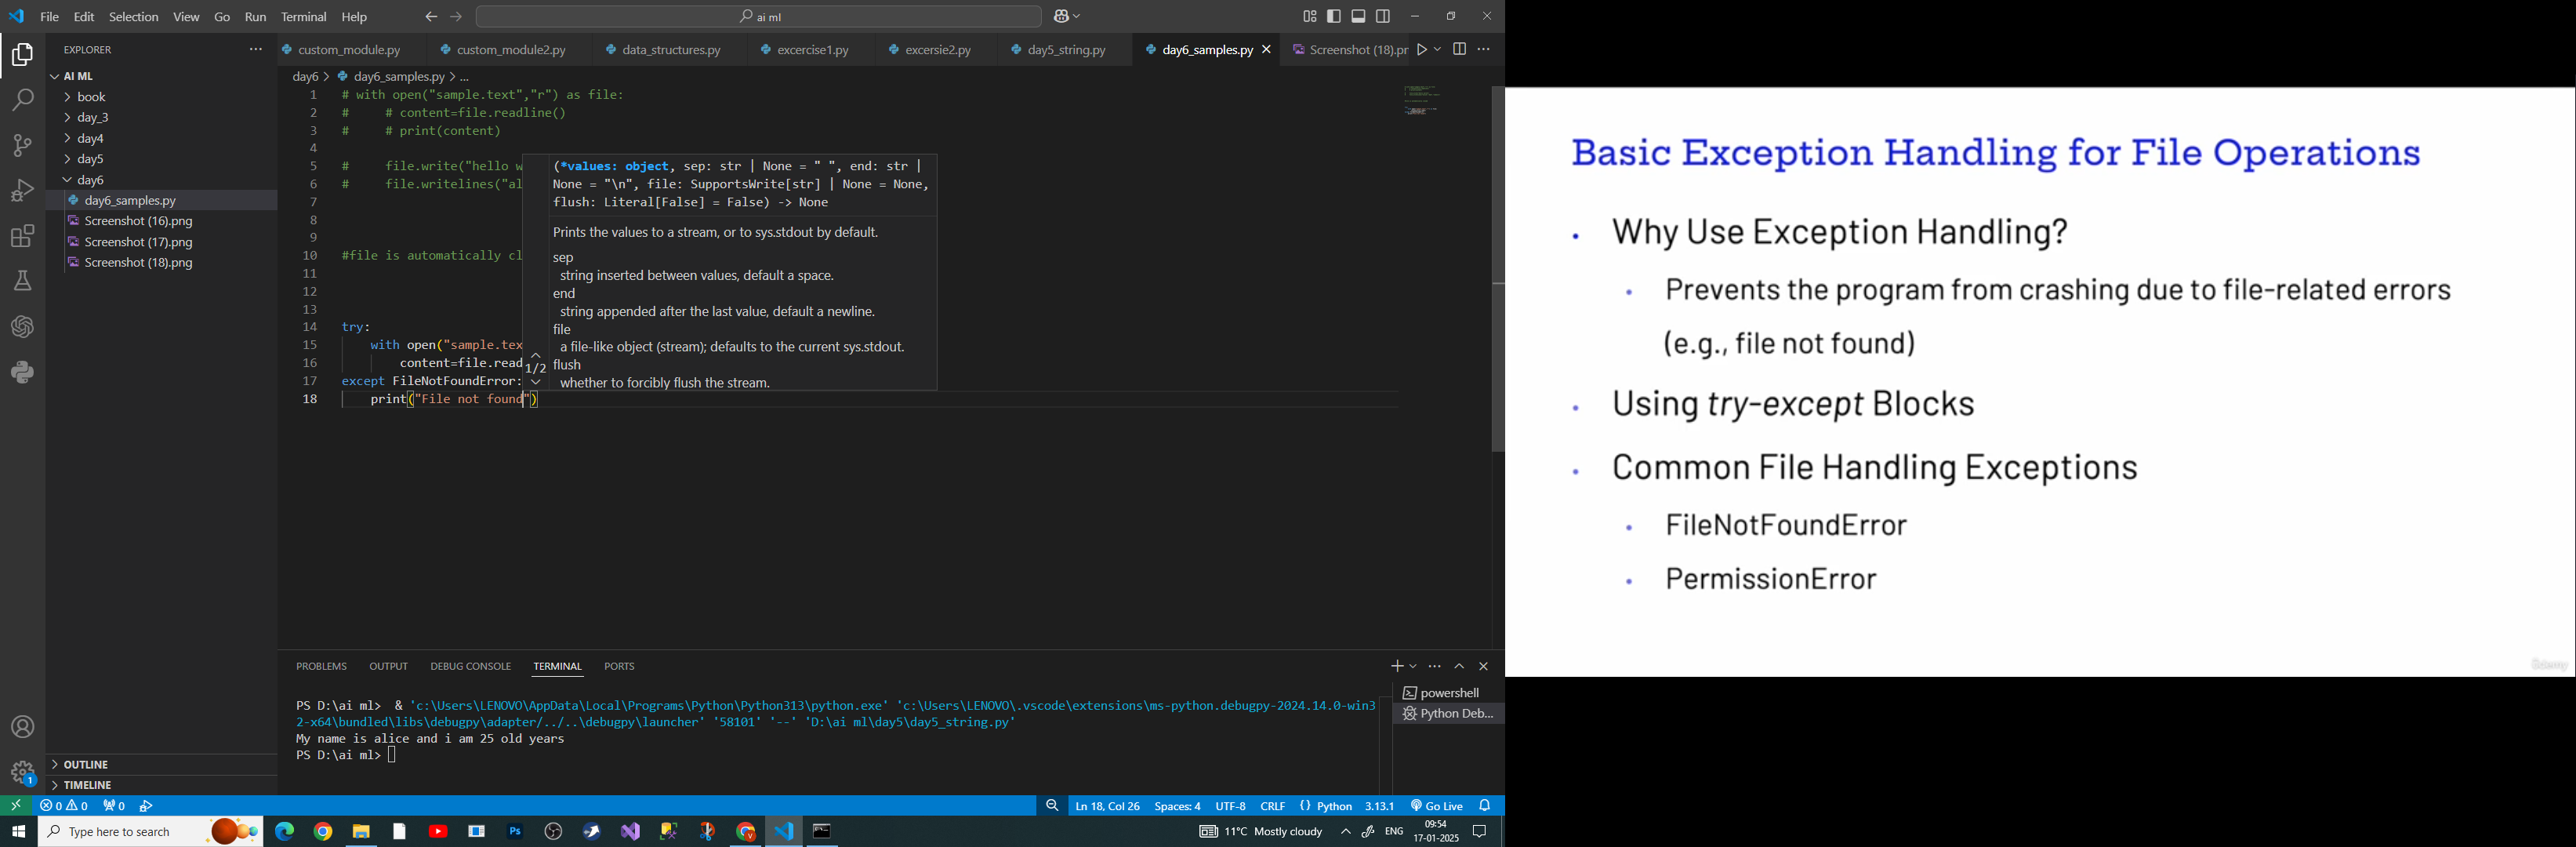 File Edit Selection View Go Run Terminal Help
ai ml
EXPLORER
custom_module.py
custom_module2.py
data_structures.py
excercise1.py
excersie2.py
day5_string.py
day6_samples.py
Screenshot (18).pr
AI ML
book
day_3
day4
day5
day6
day6_samples.py
Screenshot (16).png
Screenshot (17).png
Screenshot (18).png
OUTLINE
TIMELINE
day6 > day6_samples.py > ...
1 # with open("sample.text","r") as file:
2 #     # content=file.readline()
3 #     # print(content)
4
5 #     file.write("hello w
6 #     file.writelines("al
7
8
9
10 #file is automatically cl
11
12
13
14 try:
15     with open("sample.tex
16         content=file.read
17 except FileNotFoundError:
18     print("File not found")
(*values: object, sep: str | None = " ", end: str |
None = "\n", file: SupportsWrite[str] | None = None,
flush: Literal[False] = False) -> None
Prints the values to a stream, or to sys.stdout by default.
sep
string inserted between values, default a space.
end
string appended after the last value, default a newline.
file
a file-like object (stream); defaults to the current sys.stdout.
flush
whether to forcibly flush the stream.
1/2
PROBLEMS OUTPUT DEBUG CONSOLE TERMINAL PORTS
PS D:\ai ml>  & 'c:\Users\LENOVO\AppData\Local\Programs\Python\Python313\python.exe' 'c:\Users\LENOVO\.vscode\extensions\ms-python.debugpy-2024.14.0-win3
2-x64\bundled\libs\debugpy\adapter/../..\debugpy\launcher' '58101' '--' 'D:\ai ml\day5\day5_string.py'
My name is alice and i am 25 old years
PS D:\ai ml>
powershell
Python Deb...
0 0 0
Ln 18, Col 26 Spaces: 4 UTF-8 CRLF {} Python 3.13.1 Go Live
1
Type here to search
Ps
11°C Mostly cloudy
ENG
09:54
17-01-2025
Basic Exception Handling for File Operations
• Why Use Exception Handling?
• Prevents the program from crashing due to file-related errors
(e.g., file not found)
• Using try-except Blocks
• Common File Handling Exceptions
• FileNotFoundError
• PermissionError
Udemy